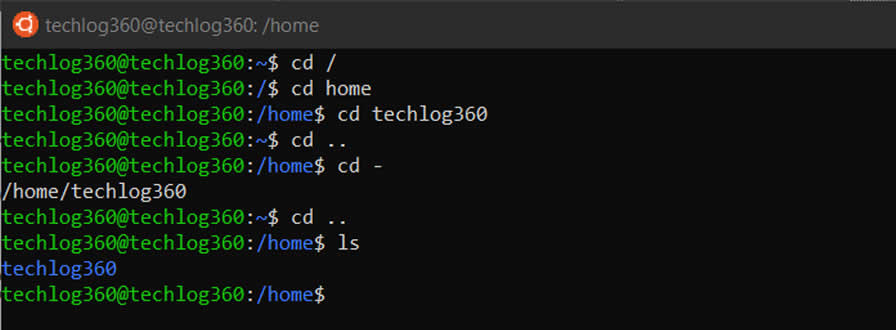 techlog360@techlog360: /home
techlog360@techlog360:~$ cd /
techlog360@techlog360:/$ cd home
techlog360@techlog360:/home$ cd techlog360
techlog360@techlog360:~$ cd ..
techlog360@techlog360:/home$ cd -
/home/techlog360
techlog360@techlog360:~$ cd ..
techlog360@techlog360:/home$ ls
techlog360
techlog360@techlog360:/home$